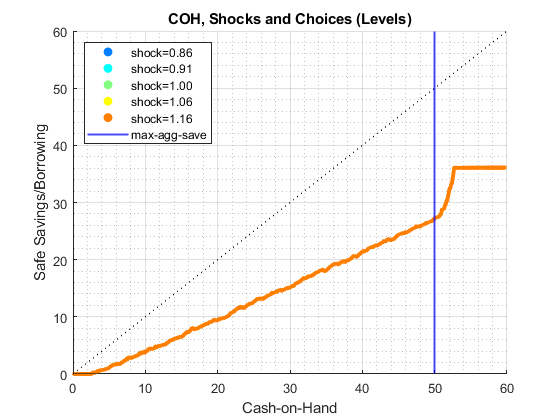 COH, Shocks and Choices (Levels)
60
50
40
30
20
10
0
Safe Savings/Borrowing
shock=0.86
shock=0.91
shock=1.00
shock=1.06
shock=1.16
max-agg-save
0 10 20 30 40 50 60
Cash-on-Hand